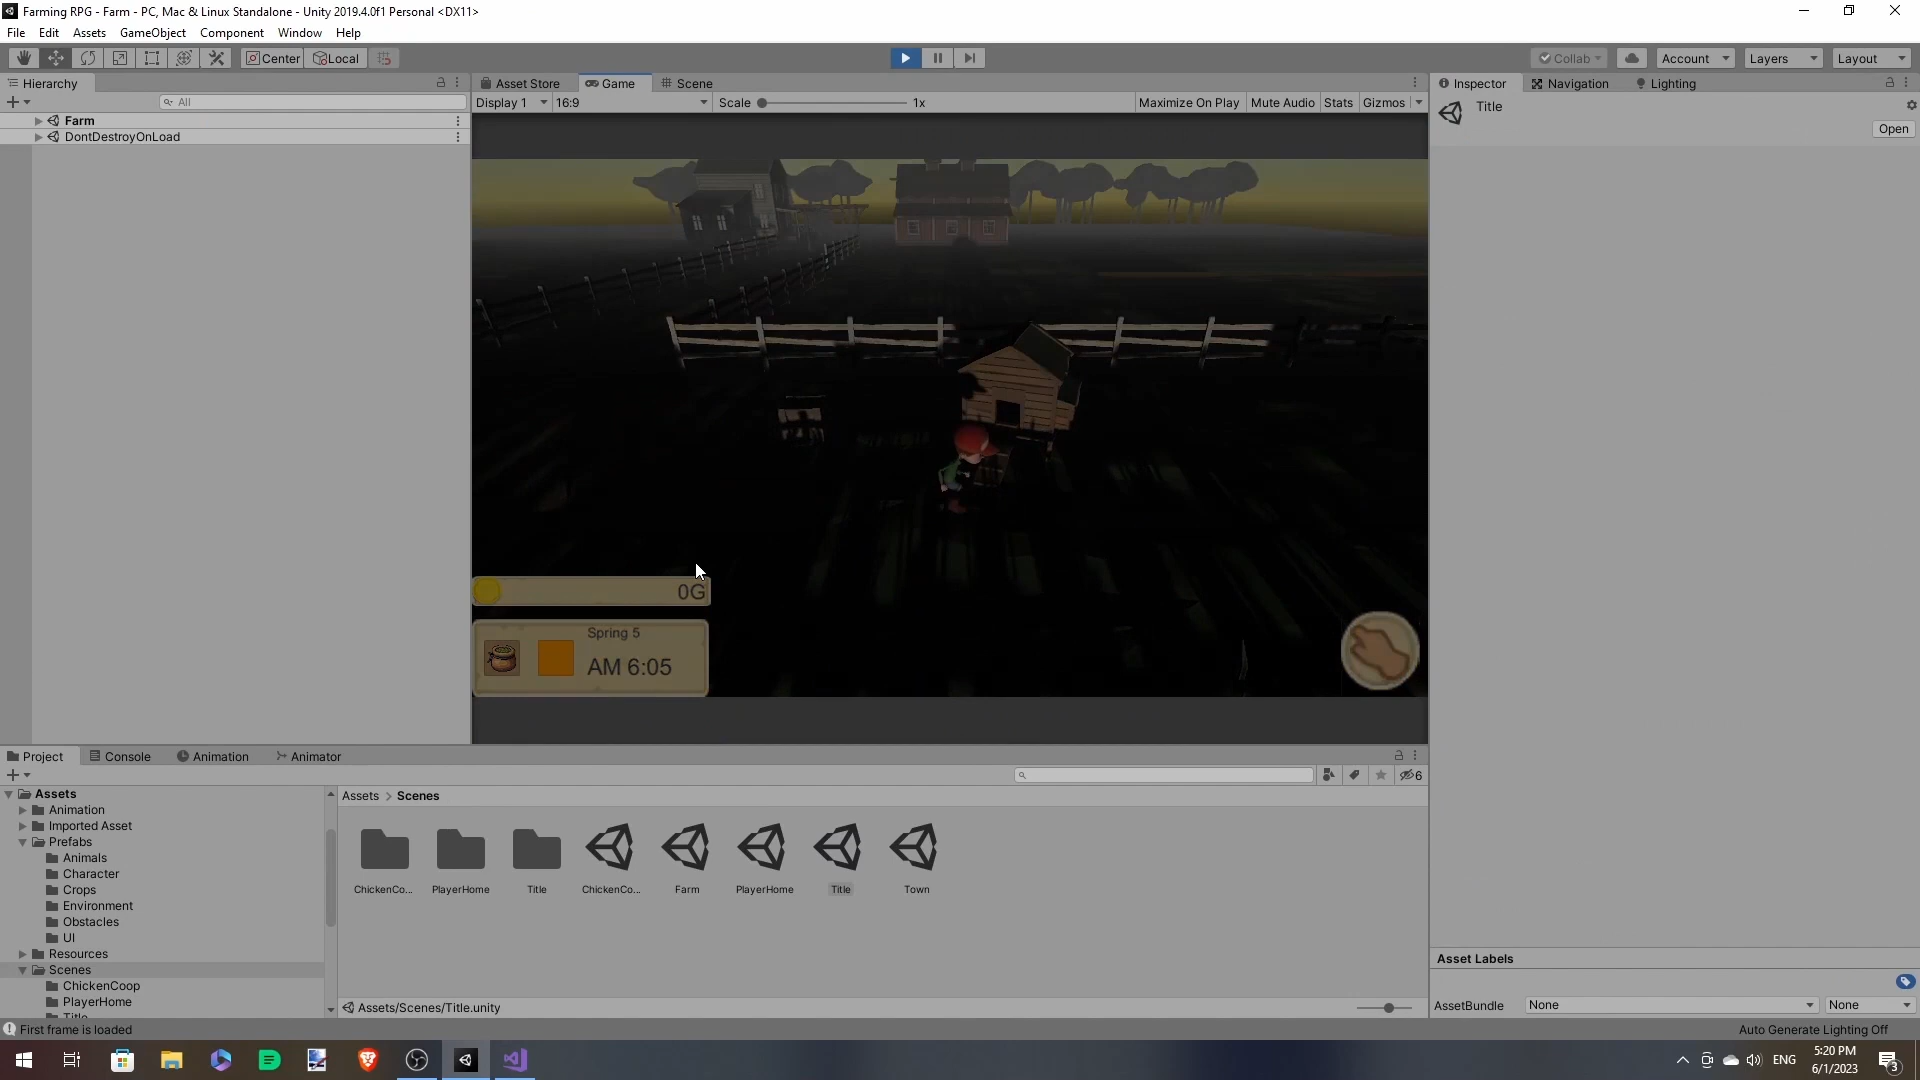 Farming RPG - Farm - PC, Mac & Linux Standalone - Unity 2019.4.0f1 Personal <DX11>
File Edit Assets GameObject Component Window Help
Center Local Collab Account Layers Layout
Hierarchy
All
Farm
DontDestroyOnLoad
Asset Store Game Scene
Display 1 16:9 Scale 1x Maximize On Play Mute Audio Stats Gizmos
0G
Spring 5
AM 6:05
Inspector Navigation Lighting
Title
Open
Asset Labels
AssetBundle None None
Project Console Animation Animator
6
Assets
Animation
Imported Asset
Prefabs
Animals
Character
Crops
Environment
Obstacles
UI
Resources
Scenes
ChickenCoop
PlayerHome
Title
Assets > Scenes
ChickenCo... PlayerHome Title ChickenCo... Farm PlayerHome Title Town
Assets/Scenes/Title.unity
First frame is loaded
Auto Generate Lighting Off
ENG
5:20 PM
6/1/2023
3